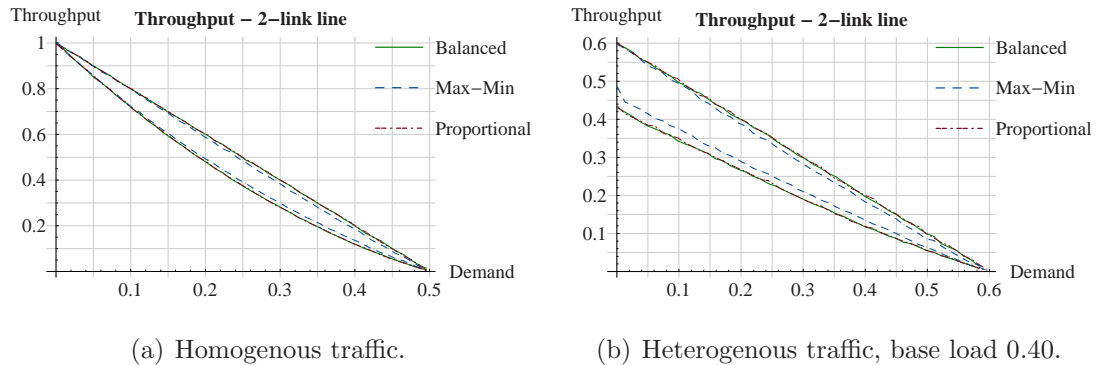 Throughput
Throughput − 2−link line
1
0.8
0.6
0.4
0.2
0.1
0.2
0.3
0.4
0.5
Demand
Balanced
Max−Min
Proportional
(a) Homogenous traffic.
Throughput
Throughput − 2−link line
0.6
0.5
0.4
0.3
0.2
0.1
0.1
0.2
0.3
0.4
0.5
0.6
Demand
Balanced
Max−Min
Proportional
(b) Heterogenous traffic, base load 0.40.